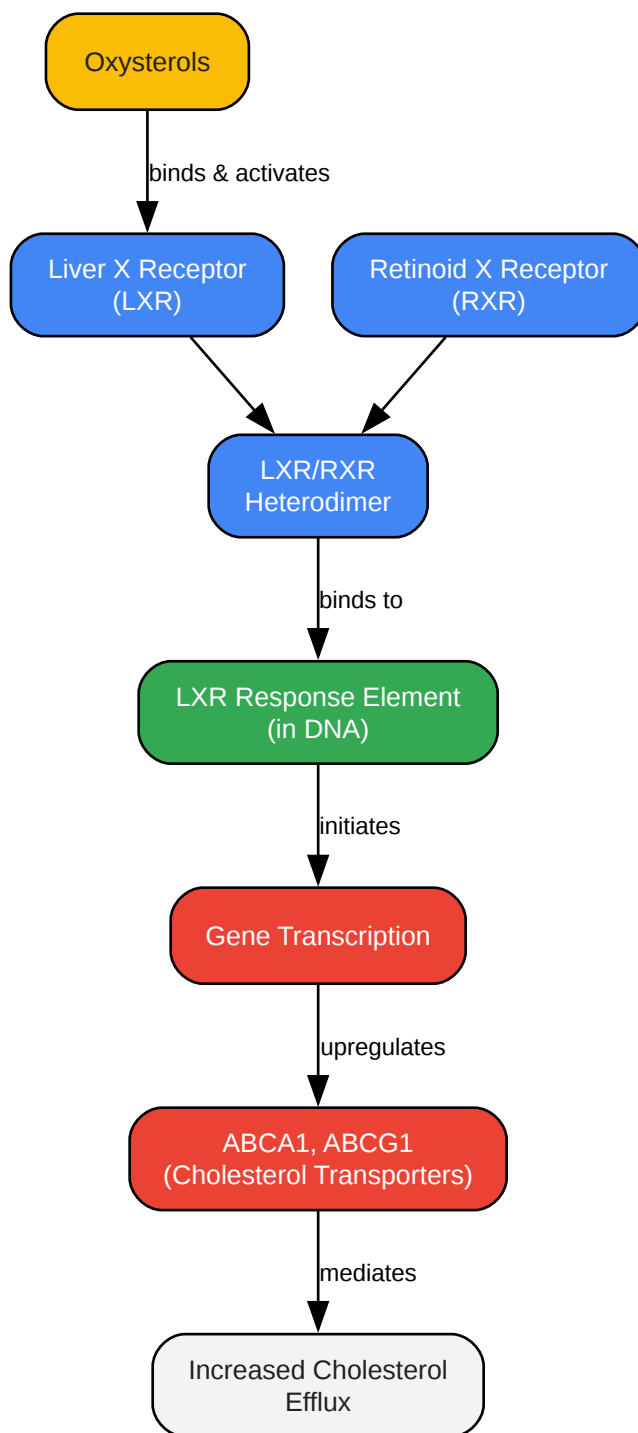 Oxysterols
binds & activates
Liver X Receptor
(LXR)
Retinoid X Receptor
(RXR)
LXR/RXR
Heterodimer
binds to
LXR Response Element
(in DNA)
initiates
Gene Transcription
upregulates
ABCA1, ABCG1
(Cholesterol Transporters)
mediates
Increased Cholesterol
Efflux